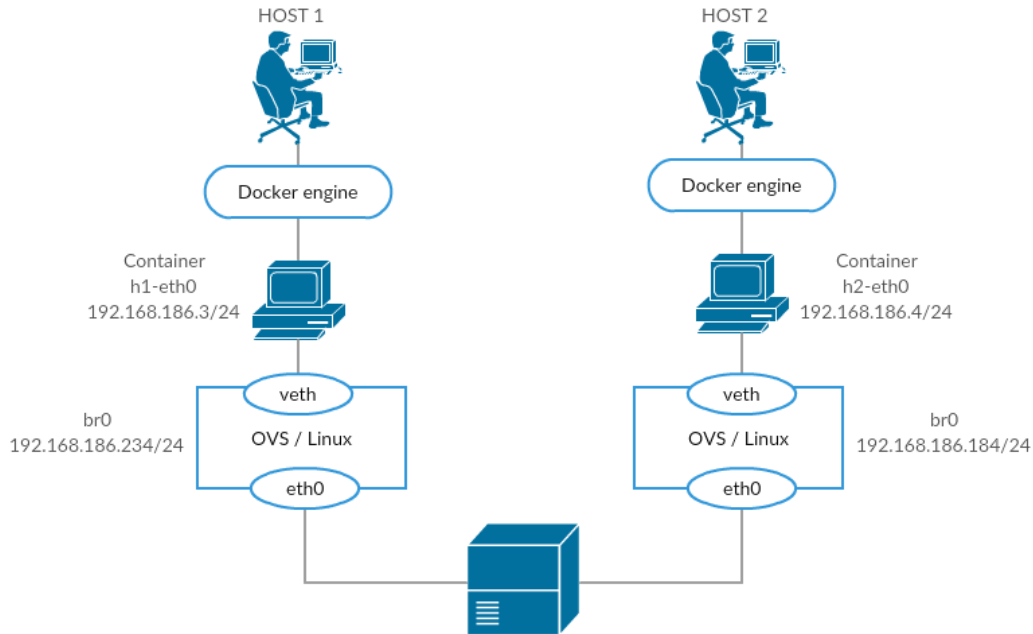 HOST 1
HOST 2
Docker engine
Docker engine
Container
h1-eth0
192.168.186.3/24
Container
h2-eth0
192.168.186.4/24
veth
veth
br0
192.168.186.234/24
OVS / Linux
OVS / Linux
br0
192.168.186.184/24
eth0
eth0